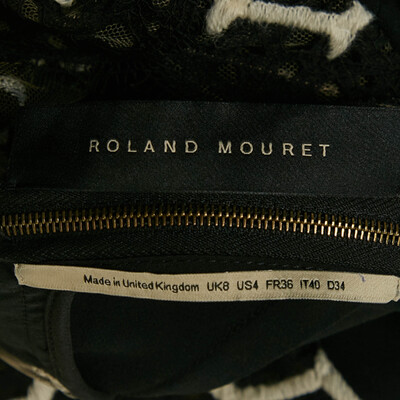 ROLAND MOURET
Made in United Kingdom UK8 US4 FR36 IT40 D34